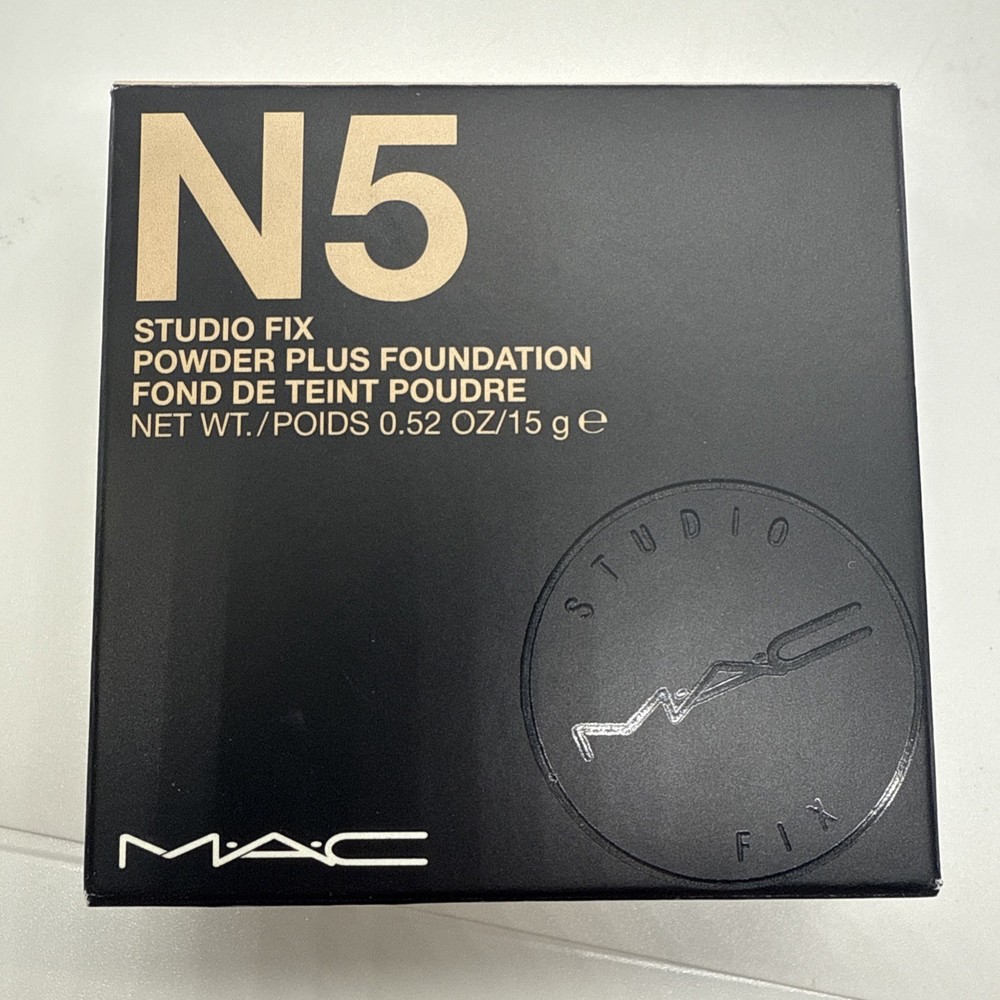 N5
STUDIO FIX
POWDER PLUS FOUNDATION
FOND DE TEINT POUDRE
NET WT./POIDS 0.52 OZ/15 g ℮
STUDIO
MAC
FIX
M·A·C